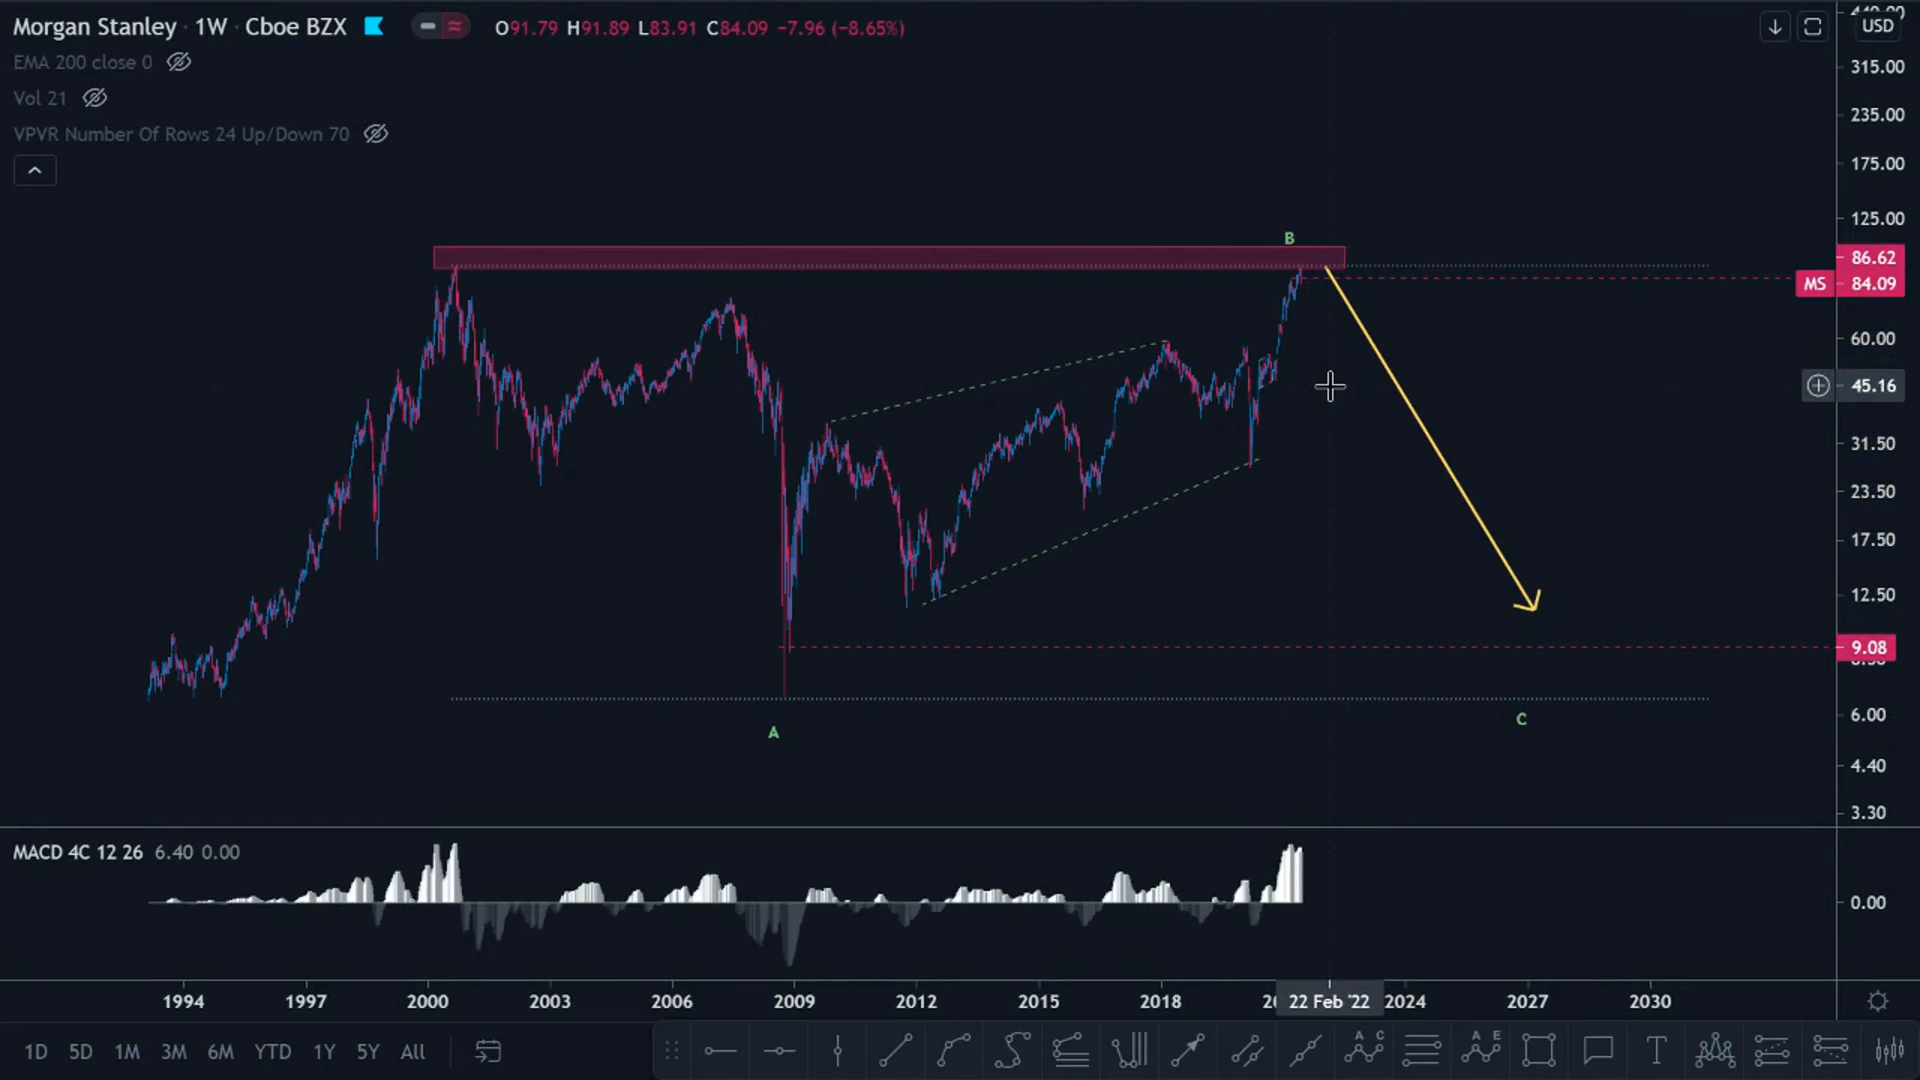 Morgan Stanley · 1W · Cboe BZX O91.79 H91.89 L83.91 C84.09 −7.96 (−8.65%)
EMA 200 close 0
Vol 21
VPVR Number Of Rows 24 Up/Down 70
USD
315.00
235.00
175.00
125.00
B
86.62
MS 84.09
60.00
45.16
31.50
23.50
17.50
12.50
9.08
6.00
A
C
4.40
3.30
MACD 4C 12 26 6.40 0.00
0.00
1994 1997 2000 2003 2006 2009 2012 2015 2018 22 Feb '22 2024 2027 2030
1D 5D 1M 3M 6M YTD 1Y 5Y All
A C
A E
T